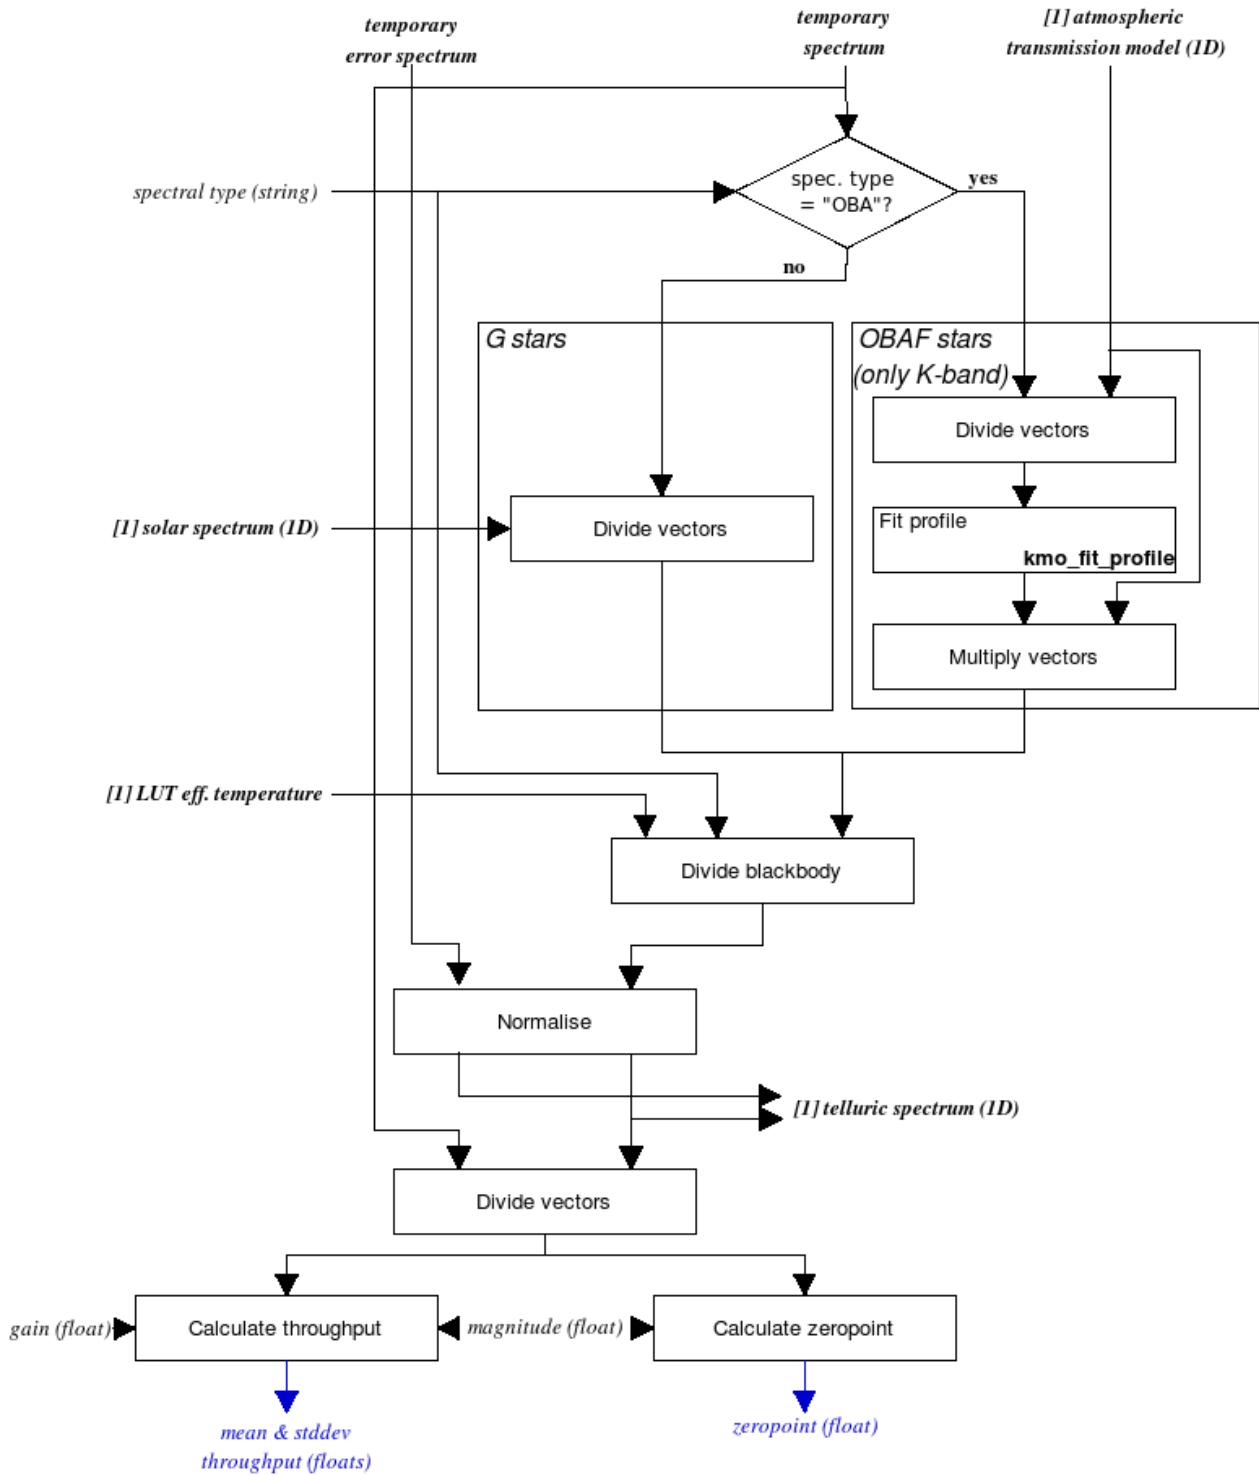 temporary
error spectrum
temporary
spectrum
[1] atmospheric
transmission model (1D)
spectral type (string)
spec. type
= "OBA"?
yes
no
G stars
OBAF stars
(only K-band)
Divide vectors
[1] solar spectrum (1D)
Divide vectors
Fit profile
kmo_fit_profile
Multiply vectors
[1] LUT eff. temperature
Divide blackbody
Normalise
[1] telluric spectrum (1D)
Divide vectors
gain (float)
Calculate throughput
magnitude (float)
Calculate zeropoint
mean & stddev
throughput (floats)
zeropoint (float)